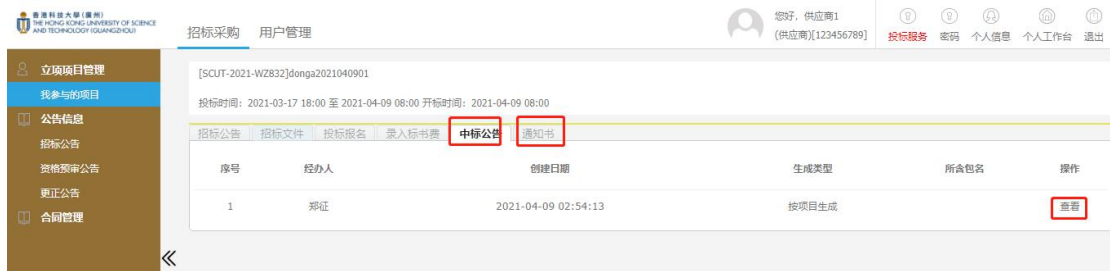 香港科技大學(廣州)
THE HONG KONG UNIVERSITY OF SCIENCE
AND TECHNOLOGY (GUANGZHOU)
招标采购 用户管理
您好，供应商1
(供应商)[123456789]
投标服务 密码 个人信息 个人工作台 退出
立项项目管理
我参与的项目
公告信息
招标公告
资格预审公告
更正公告
合同管理
[SCUT-2021-WZ832]donga2021040901
投标时间: 2021-03-17 18:00 至 2021-04-09 08:00 开标时间: 2021-04-09 08:00
招标公告 招标文件 投标报名 录入标书费 中标公告 通知书
序号 经办人 创建日期 生成类型 所含包名 操作
1 郑征 2021-04-09 02:54:13 按项目生成 查看